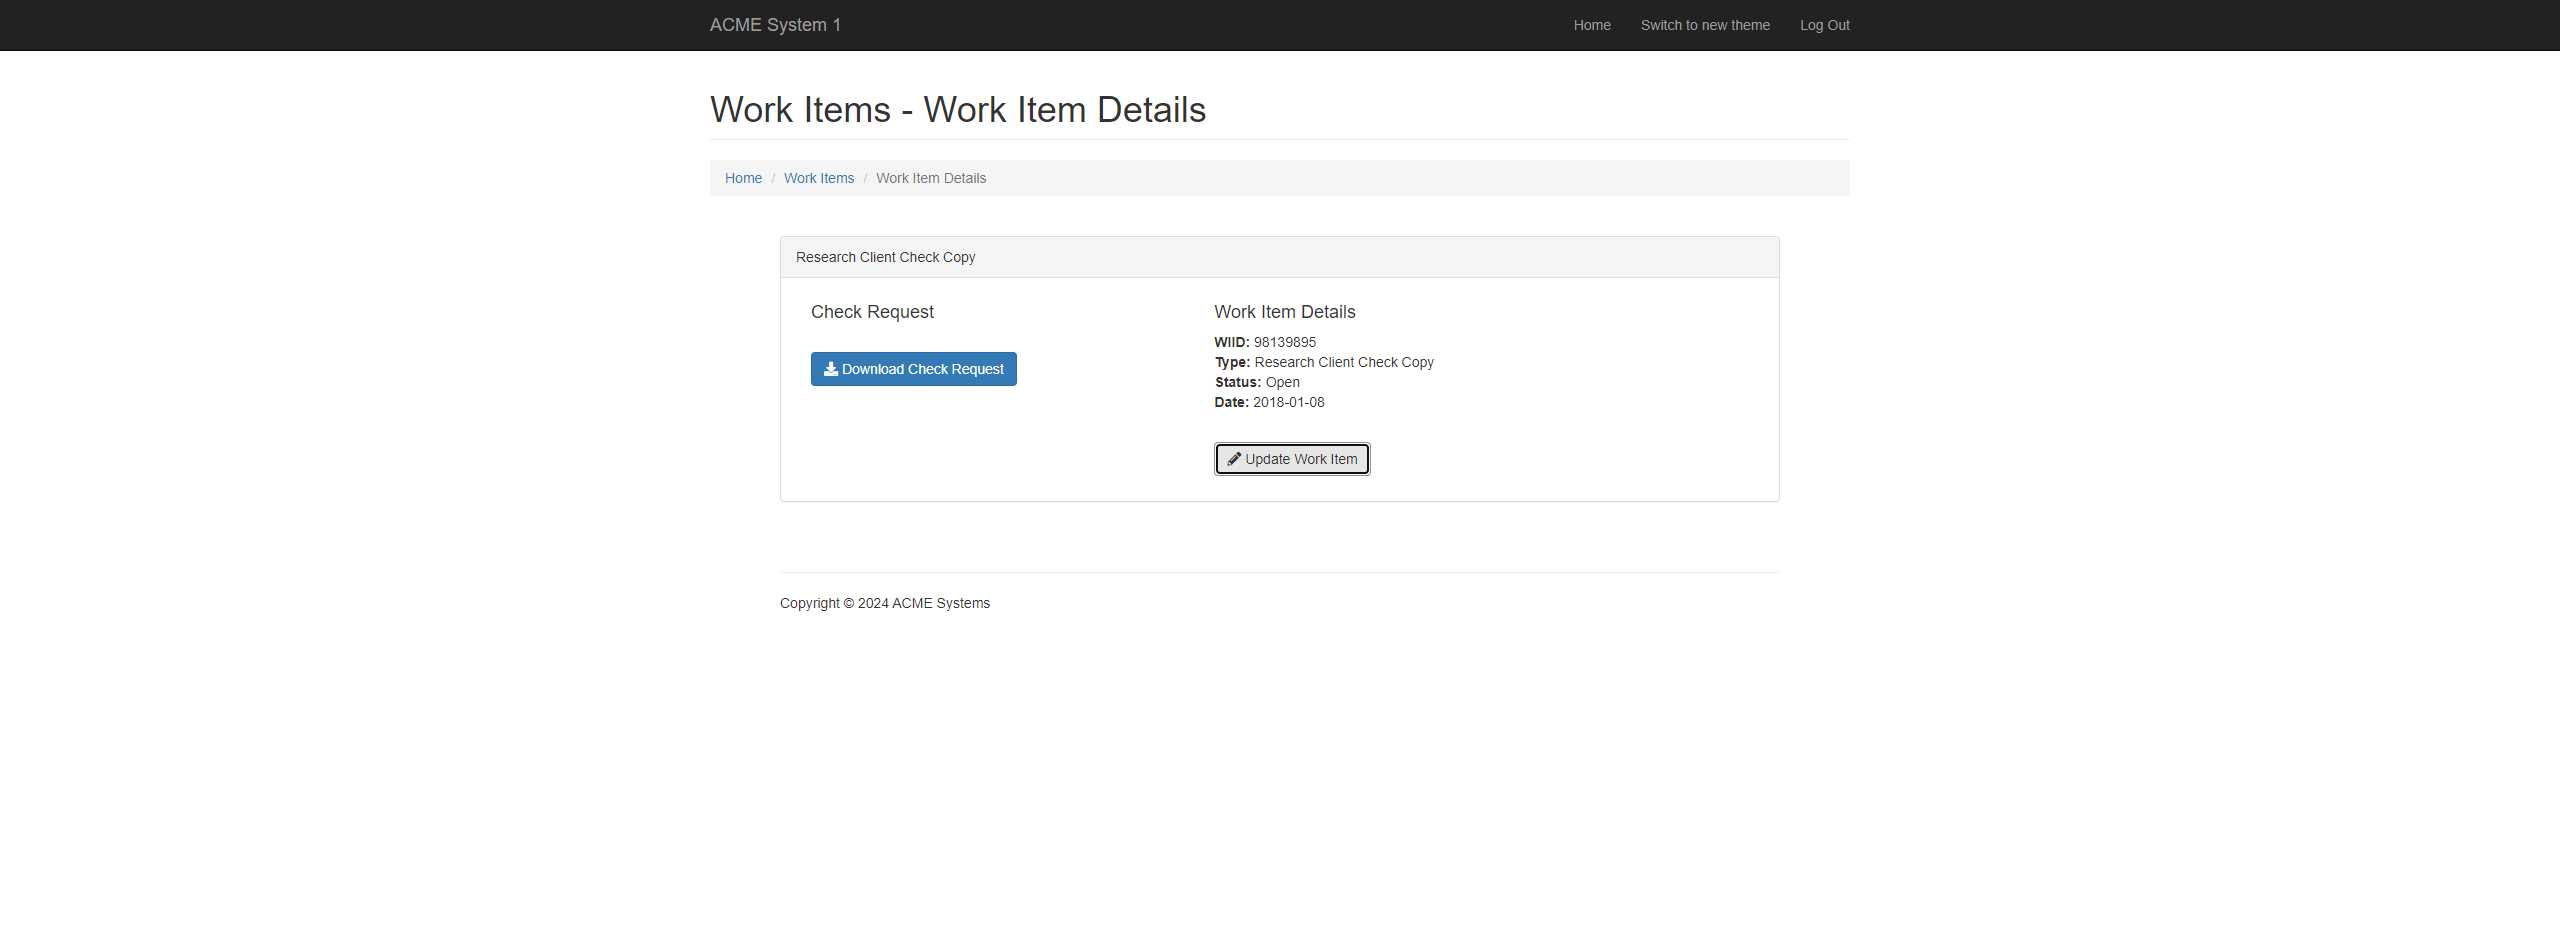 ACME System 1
Home
Switch to new theme
Log Out
Work Items - Work Item Details
Home / Work Items / Work Item Details
Research Client Check Copy
Check Request
Download Check Request
Work Item Details
WIID: 98139895
Type: Research Client Check Copy
Status: Open
Date: 2018-01-08
Update Work Item
Copyright © 2024 ACME Systems